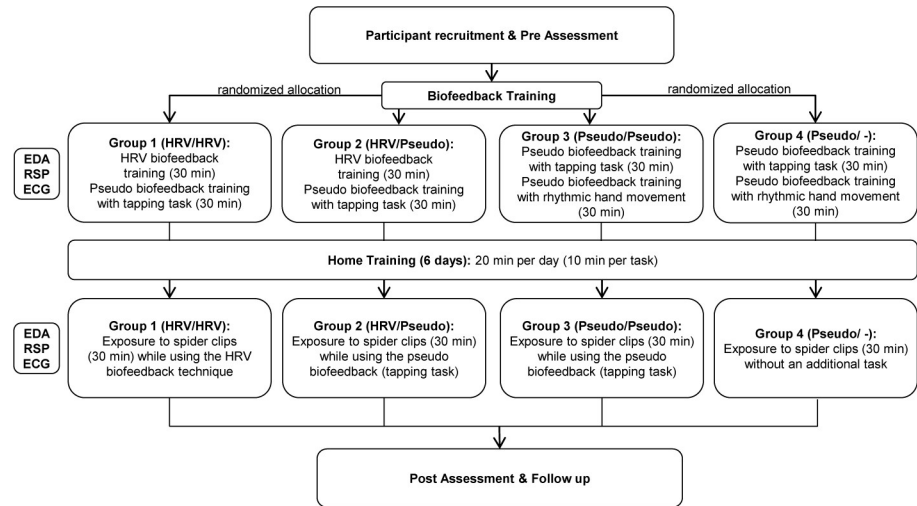 Participant recruitment & Pre Assessment
randomized allocation
Biofeedback Training
randomized allocation
EDA
RSP
ECG
Group 1 (HRV/HRV):
HRV biofeedback
training (30 min)
Pseudo biofeedback training
with tapping task (30 min)
Group 2 (HRV/Pseudo):
HRV biofeedback
training (30 min)
Pseudo biofeedback training
with tapping task (30 min)
Group 3 (Pseudo/Pseudo):
Pseudo biofeedback training
with tapping task (30 min)
Pseudo biofeedback training
with rhythmic hand movement
(30 min)
Group 4 (Pseudo/ -):
Pseudo biofeedback training
with tapping task (30 min)
Pseudo biofeedback training
with rhythmic hand movement
(30 min)
Home Training (6 days): 20 min per day (10 min per task)
EDA
RSP
ECG
Group 1 (HRV/HRV):
Exposure to spider clips
(30 min) while using the HRV
biofeedback technique
Group 2 (HRV/Pseudo):
Exposure to spider clips (30 min)
while using the pseudo
biofeedback (tapping task)
Group 3 (Pseudo/Pseudo):
Exposure to spider clips (30 min)
while using the pseudo
biofeedback (tapping task)
Group 4 (Pseudo/ -):
Exposure to spider clips (30 min)
without an additional task
Post Assessment & Follow up